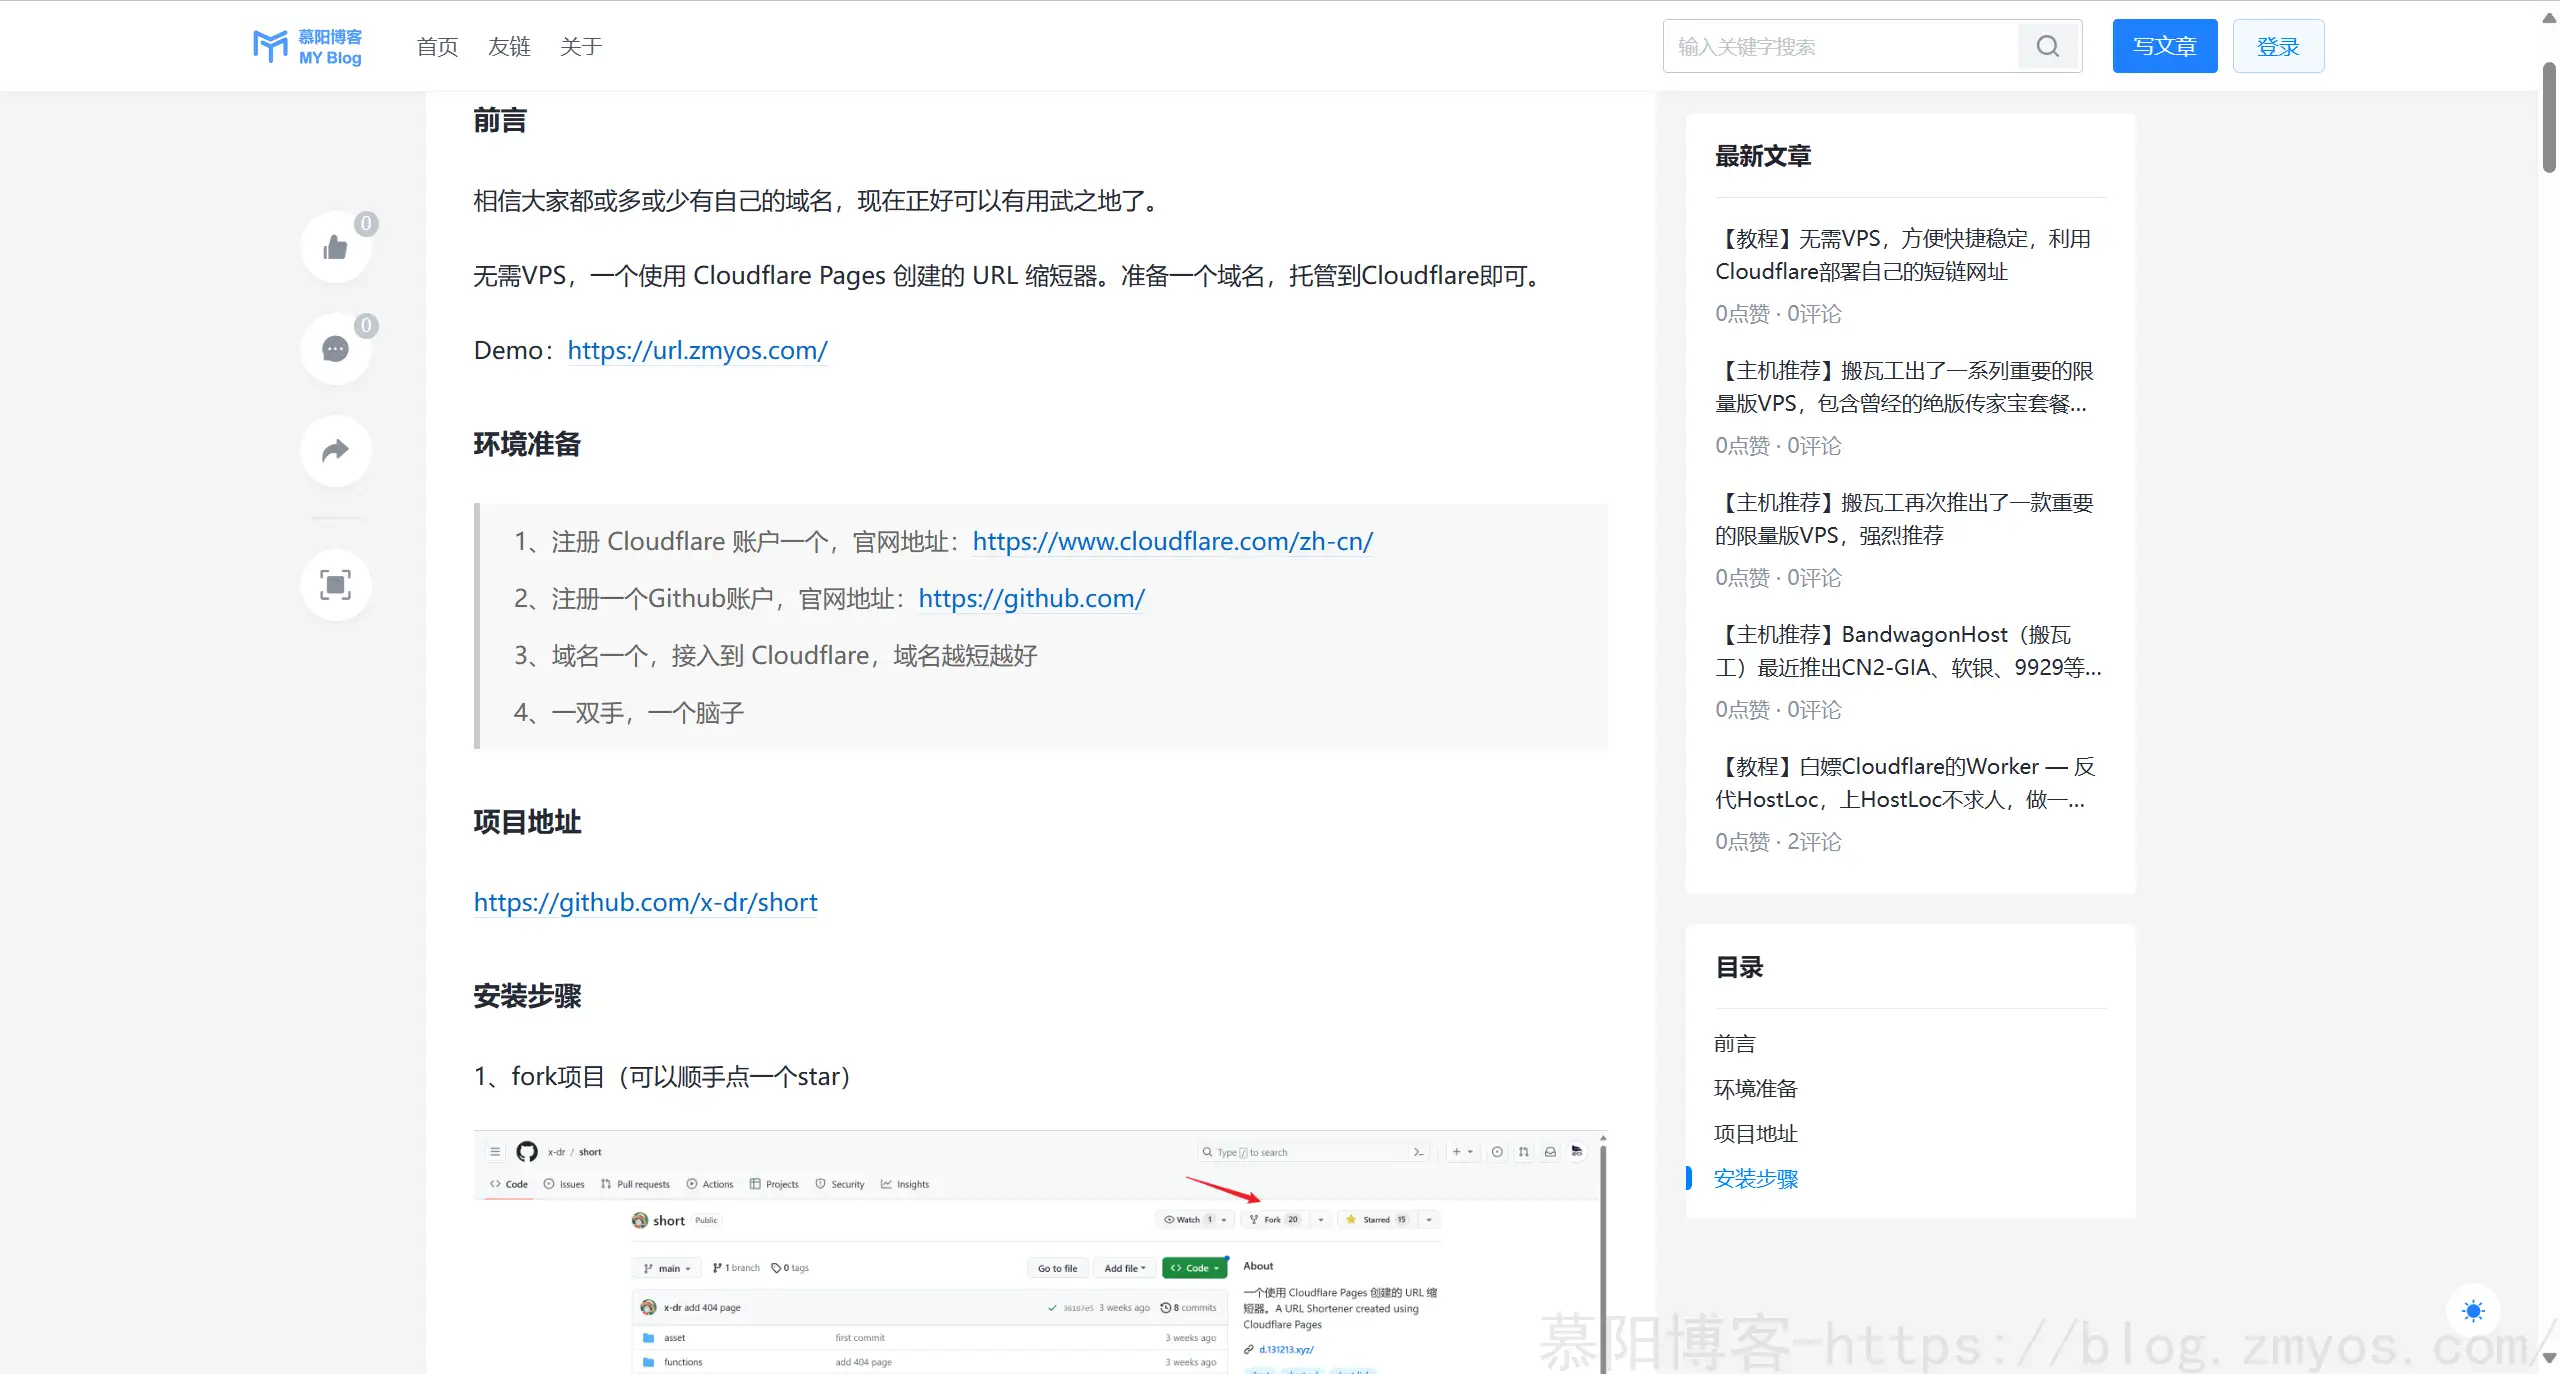 慕阳博客
MY Blog
首页
友链
关于
输入关键字搜索
写文章
登录
0
0
前言
相信大家都或多或少有自己的域名，现在正好可以有用武之地了。
无需VPS，一个使用 Cloudflare Pages 创建的 URL 缩短器。准备一个域名，托管到Cloudflare即可。
Demo：https://url.zmyos.com/
环境准备
1、注册 Cloudflare 账户一个，官网地址：https://www.cloudflare.com/zh-cn/
2、注册一个Github账户，官网地址：https://github.com/
3、域名一个，接入到 Cloudflare，域名越短越好
4、一双手，一个脑子
项目地址
https://github.com/x-dr/short
安装步骤
1、fork项目（可以顺手点一个star）
x-dr / short
Type / to search
Code
Issues
Pull requests
Actions
Projects
Security
Insights
short
Public
Watch 1
Fork 20
Starred 15
main
1 branch
0 tags
Go to file
Add file
Code
About
x-dr add 404 page
36167e5 3 weeks ago
8 commits
一个使用 Cloudflare Pages 创建的 URL 缩
短器。A URL Shortener created using
Cloudflare Pages
asset
first commit
3 weeks ago
d.131213.xyz/
functions
add 404 page
3 weeks ago
最新文章
【教程】无需VPS，方便快捷稳定，利用
Cloudflare部署自己的短链网址
0点赞 · 0评论
【主机推荐】搬瓦工出了一系列重要的限
量版VPS，包含曾经的绝版传家宝套餐...
0点赞 · 0评论
【主机推荐】搬瓦工再次推出了一款重要
的限量版VPS，强烈推荐
0点赞 · 0评论
【主机推荐】BandwagonHost（搬瓦
工）最近推出CN2-GIA、软银、9929等...
0点赞 · 0评论
【教程】白嫖Cloudflare的Worker — 反
代HostLoc，上HostLoc不求人，做一...
0点赞 · 2评论
目录
前言
环境准备
项目地址
安装步骤
慕阳博客-https://blog.zmyos.com/